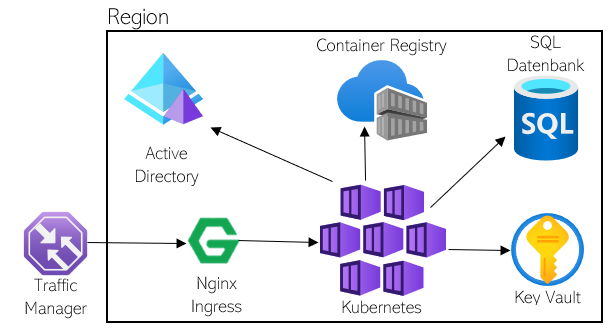 Region
Container Registry
SQL
Datenbank
SQL
Active
Directory
Traffic
Manager
Nginx
Ingress
Kubernetes
Key Vault